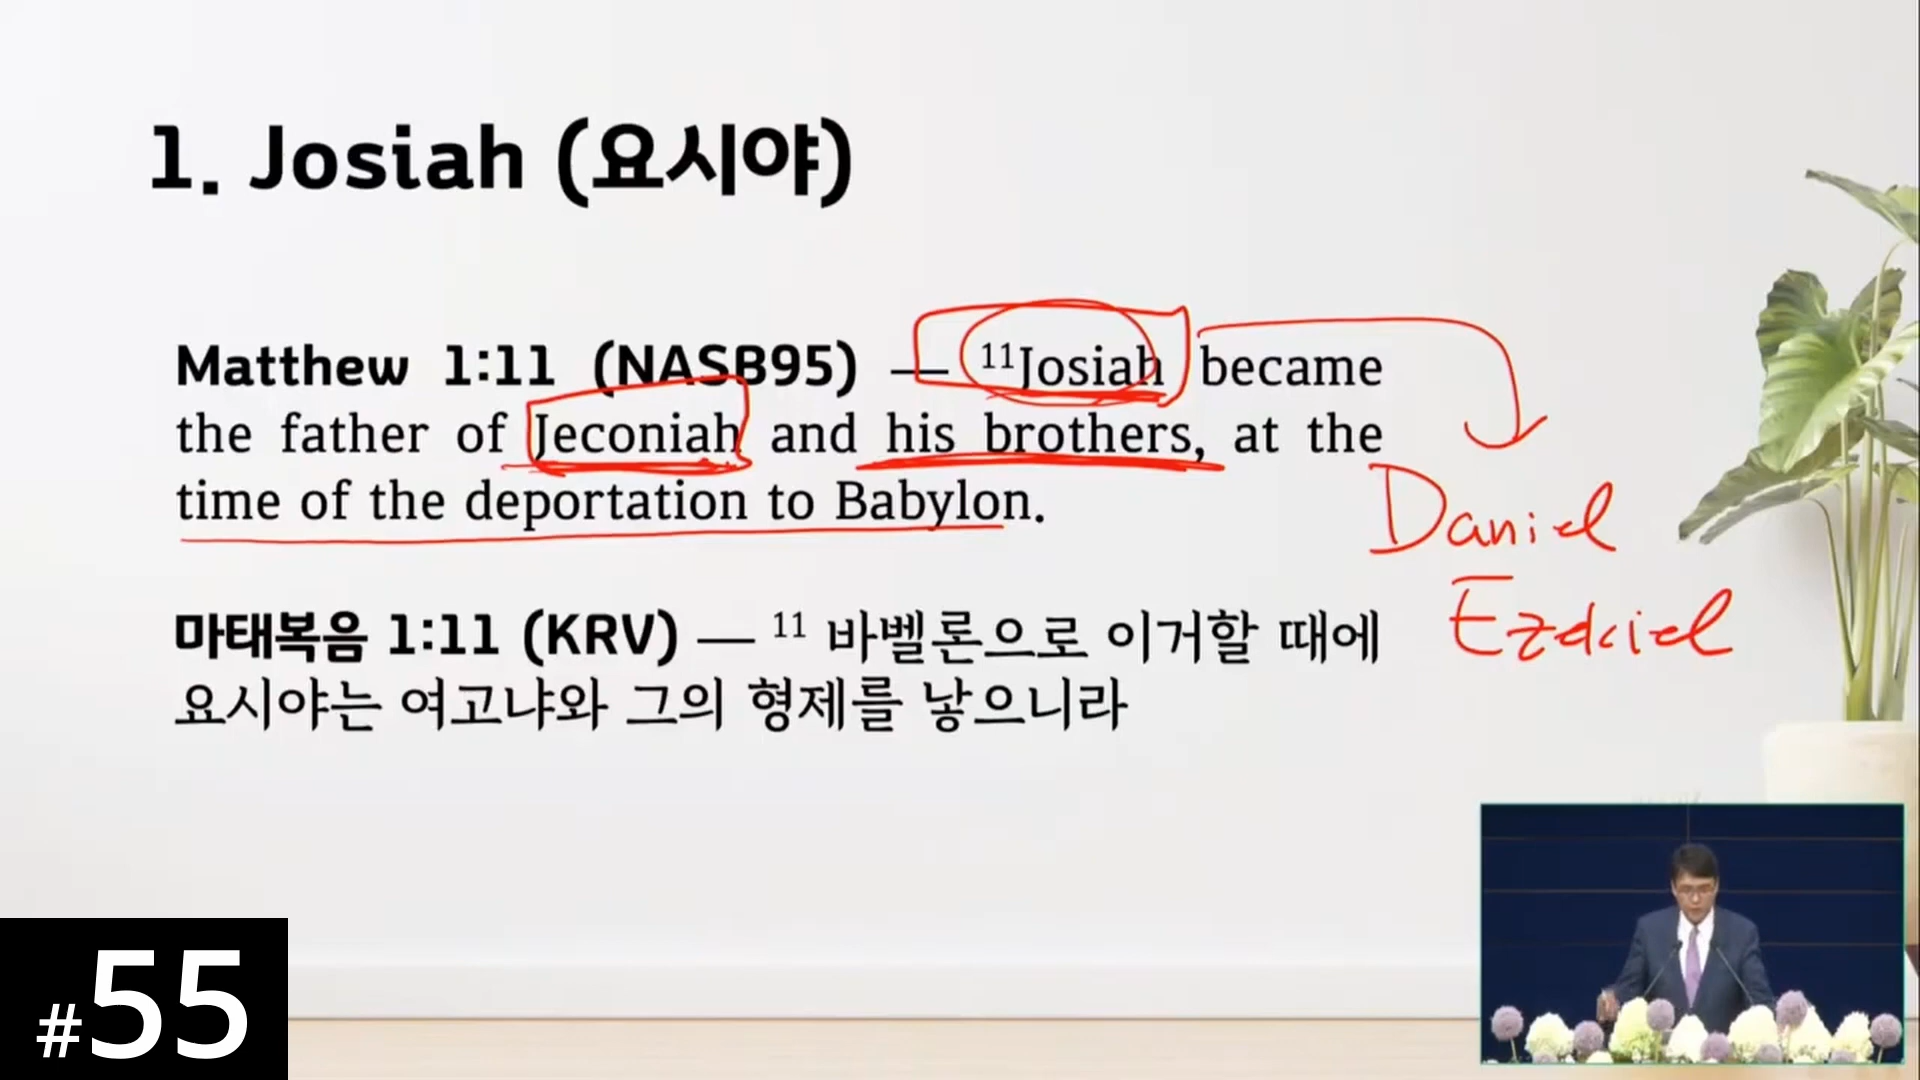 1. Josiah (요시야)
Matthew 1:11 (NASB95) — ¹¹Josiah became
the father of Jeconiah and his brothers, at the
time of the deportation to Babylon.
Daniel
Ezekiel
마태복음 1:11 (KRV) — ¹¹ 바벨론으로 이거할 때에
요시야는 여고냐와 그의 형제를 낳으니라
#55